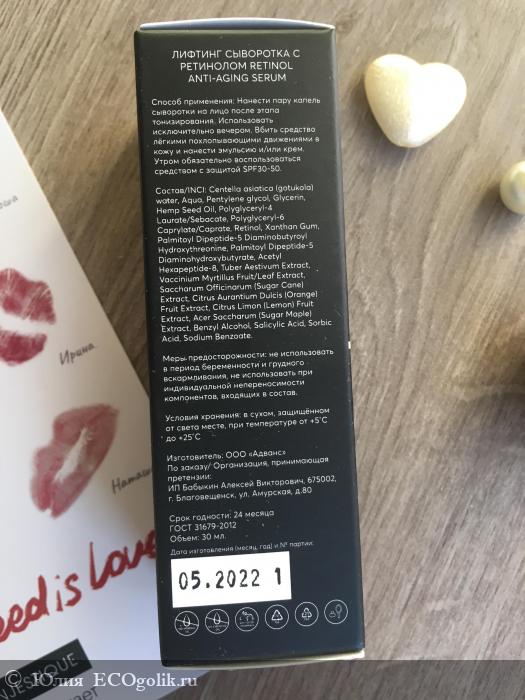 ЛИФТИНГ СЫВОРОТКА С
РЕТИНОЛОМ RETINOL
ANTI-AGING SERUM
Способ применения: Нанести пару капель
сыворотки на лицо после этапа
тонизирования. Использовать
исключительно вечером. Вбить средство
лёгкими похлопывающими движениями в
кожу и нанести эмульсию и/или крем.
Утром обязательно воспользоваться
средством с защитой SPF30-50.
Состав/INCI: Centella asiatica (gotukola)
water, Aqua, Pentylene glycol, Glycerin,
Hemp Seed Oil, Polyglyceryl-4
Laurate/Sebacate, Polyglyceryl-6
Caprylate/Caprate, Retinol, Xanthan Gum,
Palmitoyl Dipeptide-5 Diaminobutyroyl
Hydroxythreonine, Palmitoyl Dipeptide-5
Diaminohydroxybutyrate, Acetyl
Hexapeptide-8, Tuber Aestivum Extract,
Vaccinium Myrtillus Fruit/Leaf Extract,
Saccharum Officinarum (Sugar Cane)
Extract, Citrus Aurantium Dulcis (Orange)
Fruit Extract, Citrus Limon (Lemon) Fruit
Extract, Acer Saccharum (Sugar Maple)
Extract, Benzyl Alcohol, Salicylic Acid, Sorbic
Acid, Sodium Benzoate.
Меры предосторожности: не использовать
в период беременности и грудного
вскармливания, не использовать при
индивидуальной непереносимости
компонентов, входящих в состав.
Условия хранения: в сухом, защищённом
от света месте, при температуре от +5°C
до +25°C
Изготовитель: ООО «Адванс»
По заказу/ Организация, принимающая
претензии:
ИП Бабыкин Алексей Викторович, 675002,
г. Благовещенск, ул. Амурская, д.80
Срок годности: 24 месяца
ГОСТ 31679-2012
Объем: 30 мл.
Дата изготовления (месяц, год) и № партии:
05.2022 1
Ирина
Наташа
eed is Love
NJESTIQUE
Юлия ECOgolik.ru